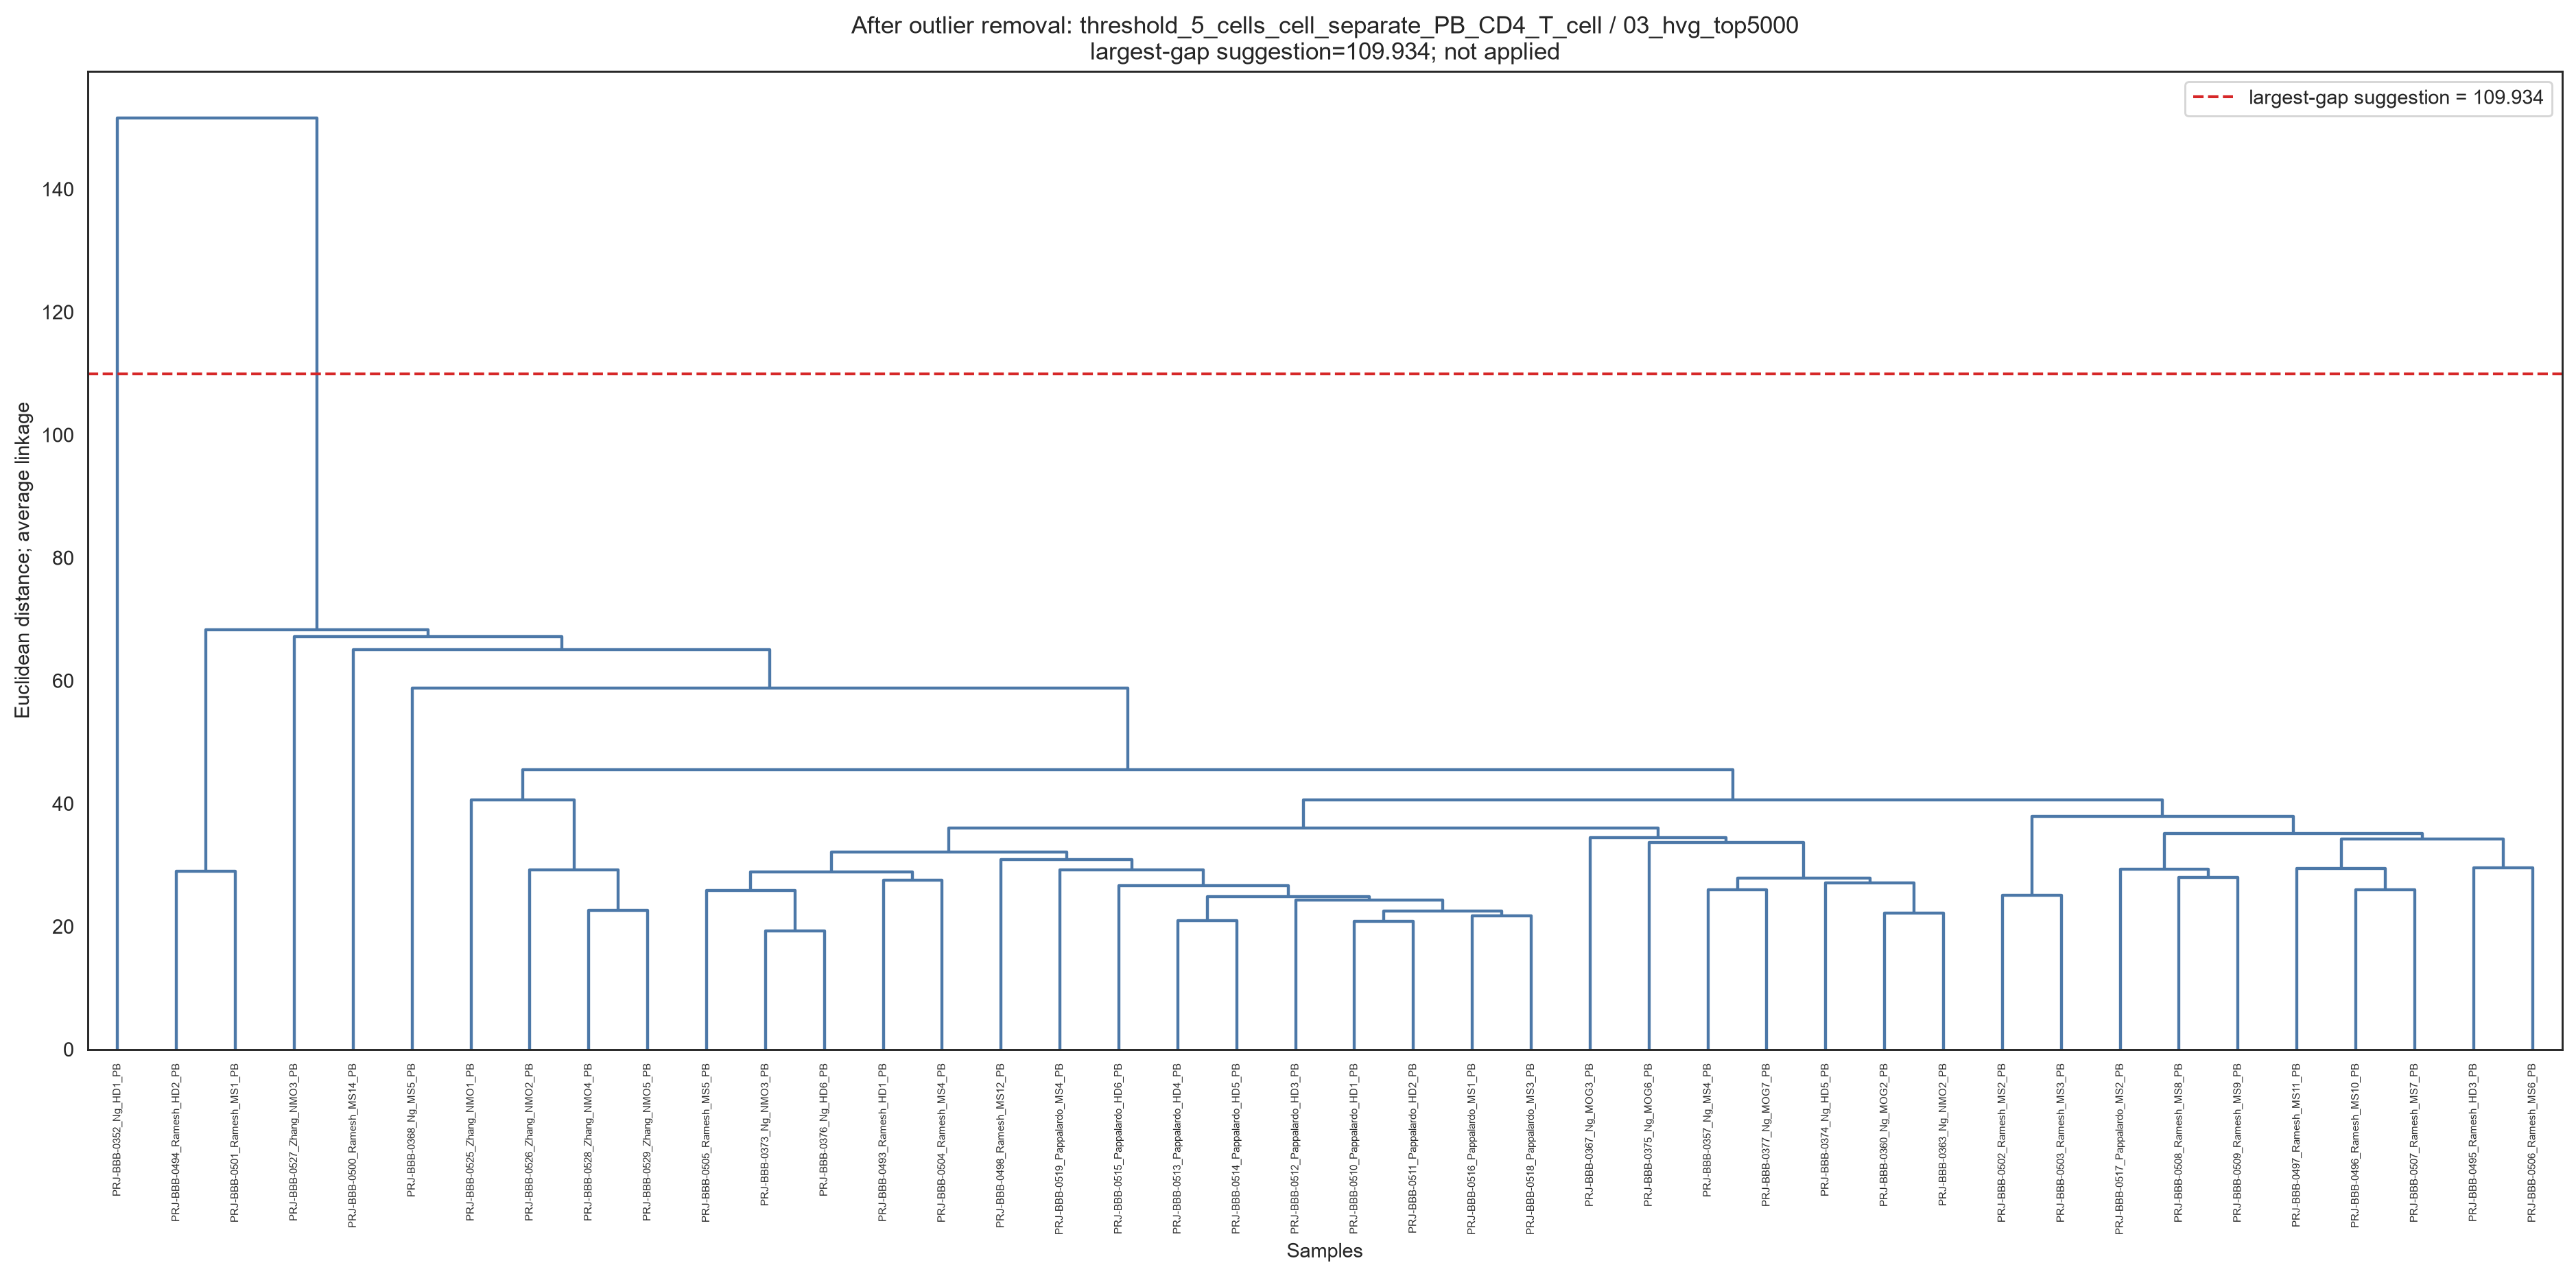 After outlier removal: threshold_5_cells_cell_separate_PB_CD4_T_cell / 03_hvg_top5000
largest-gap suggestion=109.934; not applied
largest-gap suggestion = 109.934
Euclidean distance; average linkage
140
120
100
80
60
40
20
0
PRJ-BBB-0352_Ng_HD1_PB
PRJ-BBB-0494_Ramesh_HD2_PB
PRJ-BBB-0501_Ramesh_MS1_PB
PRJ-BBB-0527_Zhang_NMO3_PB
PRJ-BBB-0500_Ramesh_MS14_PB
PRJ-BBB-0368_Ng_MS5_PB
PRJ-BBB-0525_Zhang_NMO1_PB
PRJ-BBB-0526_Zhang_NMO2_PB
PRJ-BBB-0528_Zhang_NMO4_PB
PRJ-BBB-0529_Zhang_NMO5_PB
PRJ-BBB-0505_Ramesh_MS5_PB
PRJ-BBB-0373_Ng_NMO3_PB
PRJ-BBB-0376_Ng_HD6_PB
PRJ-BBB-0493_Ramesh_HD1_PB
PRJ-BBB-0504_Ramesh_MS4_PB
PRJ-BBB-0498_Ramesh_MS12_PB
PRJ-BBB-0519_Pappalardo_MS4_PB
PRJ-BBB-0515_Pappalardo_HD6_PB
PRJ-BBB-0513_Pappalardo_HD4_PB
PRJ-BBB-0514_Pappalardo_HD5_PB
PRJ-BBB-0512_Pappalardo_HD3_PB
PRJ-BBB-0510_Pappalardo_HD1_PB
PRJ-BBB-0511_Pappalardo_HD2_PB
PRJ-BBB-0516_Pappalardo_MS1_PB
PRJ-BBB-0518_Pappalardo_MS3_PB
PRJ-BBB-0367_Ng_MOG3_PB
PRJ-BBB-0375_Ng_MOG6_PB
PRJ-BBB-0357_Ng_MS4_PB
PRJ-BBB-0377_Ng_MOG7_PB
PRJ-BBB-0374_Ng_HD5_PB
PRJ-BBB-0360_Ng_MOG2_PB
PRJ-BBB-0363_Ng_NMO2_PB
PRJ-BBB-0502_Ramesh_MS2_PB
PRJ-BBB-0503_Ramesh_MS3_PB
PRJ-BBB-0517_Pappalardo_MS2_PB
PRJ-BBB-0508_Ramesh_MS8_PB
PRJ-BBB-0509_Ramesh_MS9_PB
PRJ-BBB-0497_Ramesh_MS11_PB
PRJ-BBB-0496_Ramesh_MS10_PB
PRJ-BBB-0507_Ramesh_MS7_PB
PRJ-BBB-0495_Ramesh_HD3_PB
PRJ-BBB-0506_Ramesh_MS6_PB
Samples